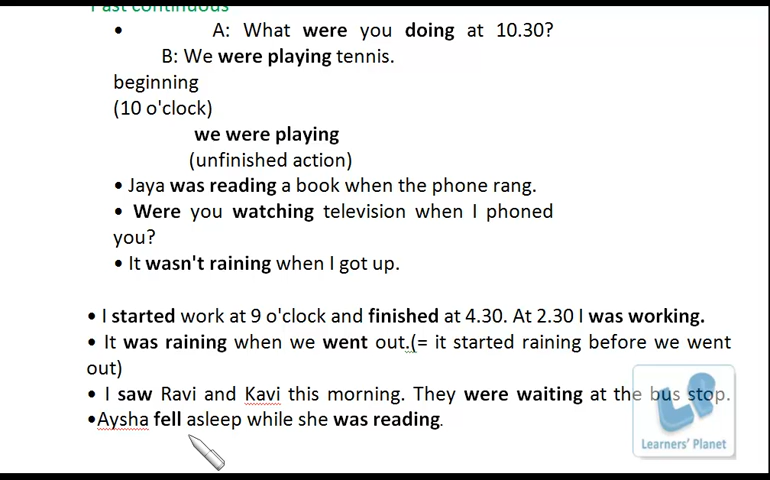 Past continuous
• A: What were you doing at 10.30?
B: We were playing tennis.
beginning
(10 o'clock)
we were playing
(unfinished action)
• Jaya was reading a book when the phone rang.
• Were you watching television when I phoned
you?
• It wasn't raining when I got up.
• I started work at 9 o'clock and finished at 4.30. At 2.30 I was working.
• It was raining when we went out.(= it started raining before we went
out)
• I saw Ravi and Kavi this morning. They were waiting at the bus stop.
•Aysha fell asleep while she was reading.
LP
Learners' Planet